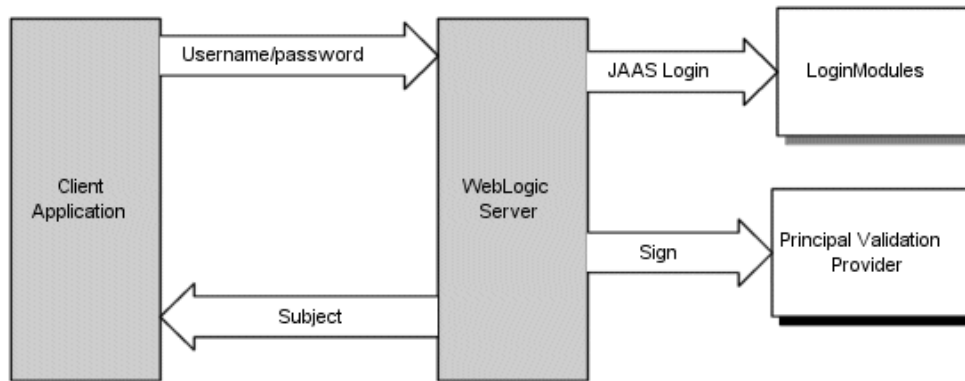 Username/password
JAAS Login
LoginModules
Client
Application
WebLogic
Server
Sign
Principal Validation
Provider
Subject